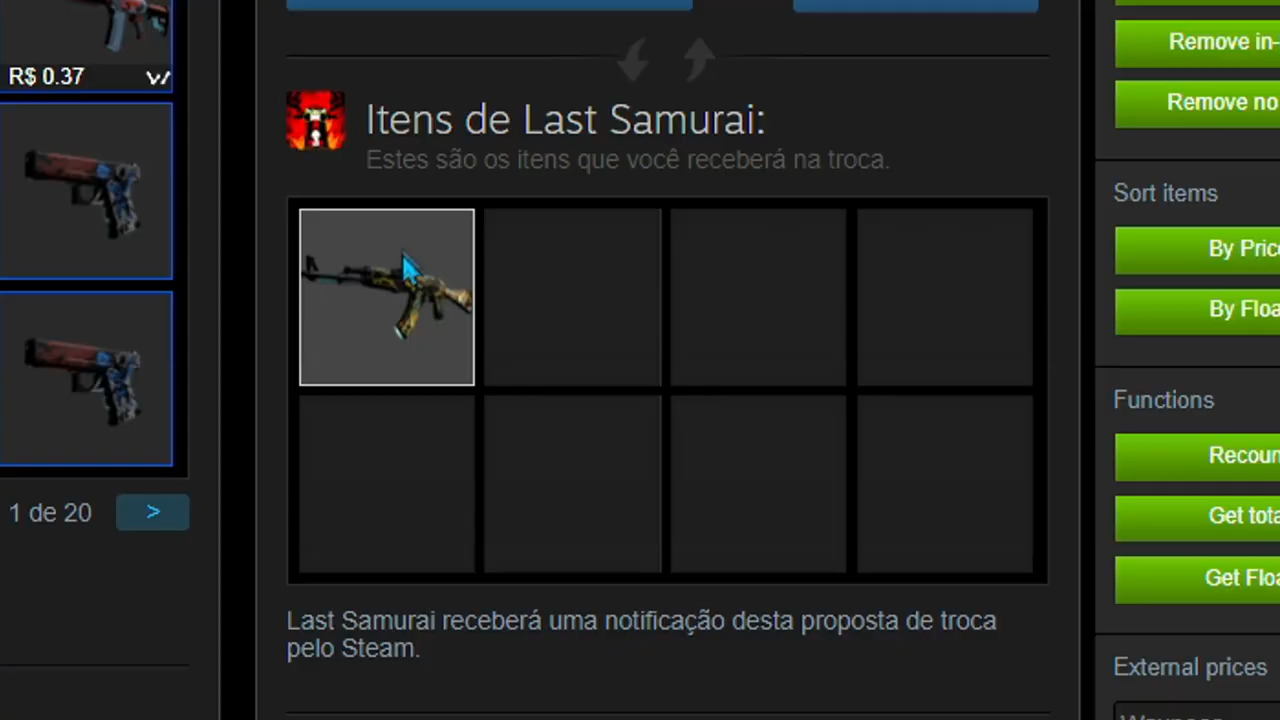 R$ 0.37
1 de 20
>
Itens de Last Samurai:
Estes são os itens que você receberá na troca.
Last Samurai receberá uma notificação desta proposta de troca
pelo Steam.
Remove in-
Remove no
Sort items
By Pric
By Floa
Functions
Recoun
Get tota
Get Floa
External prices